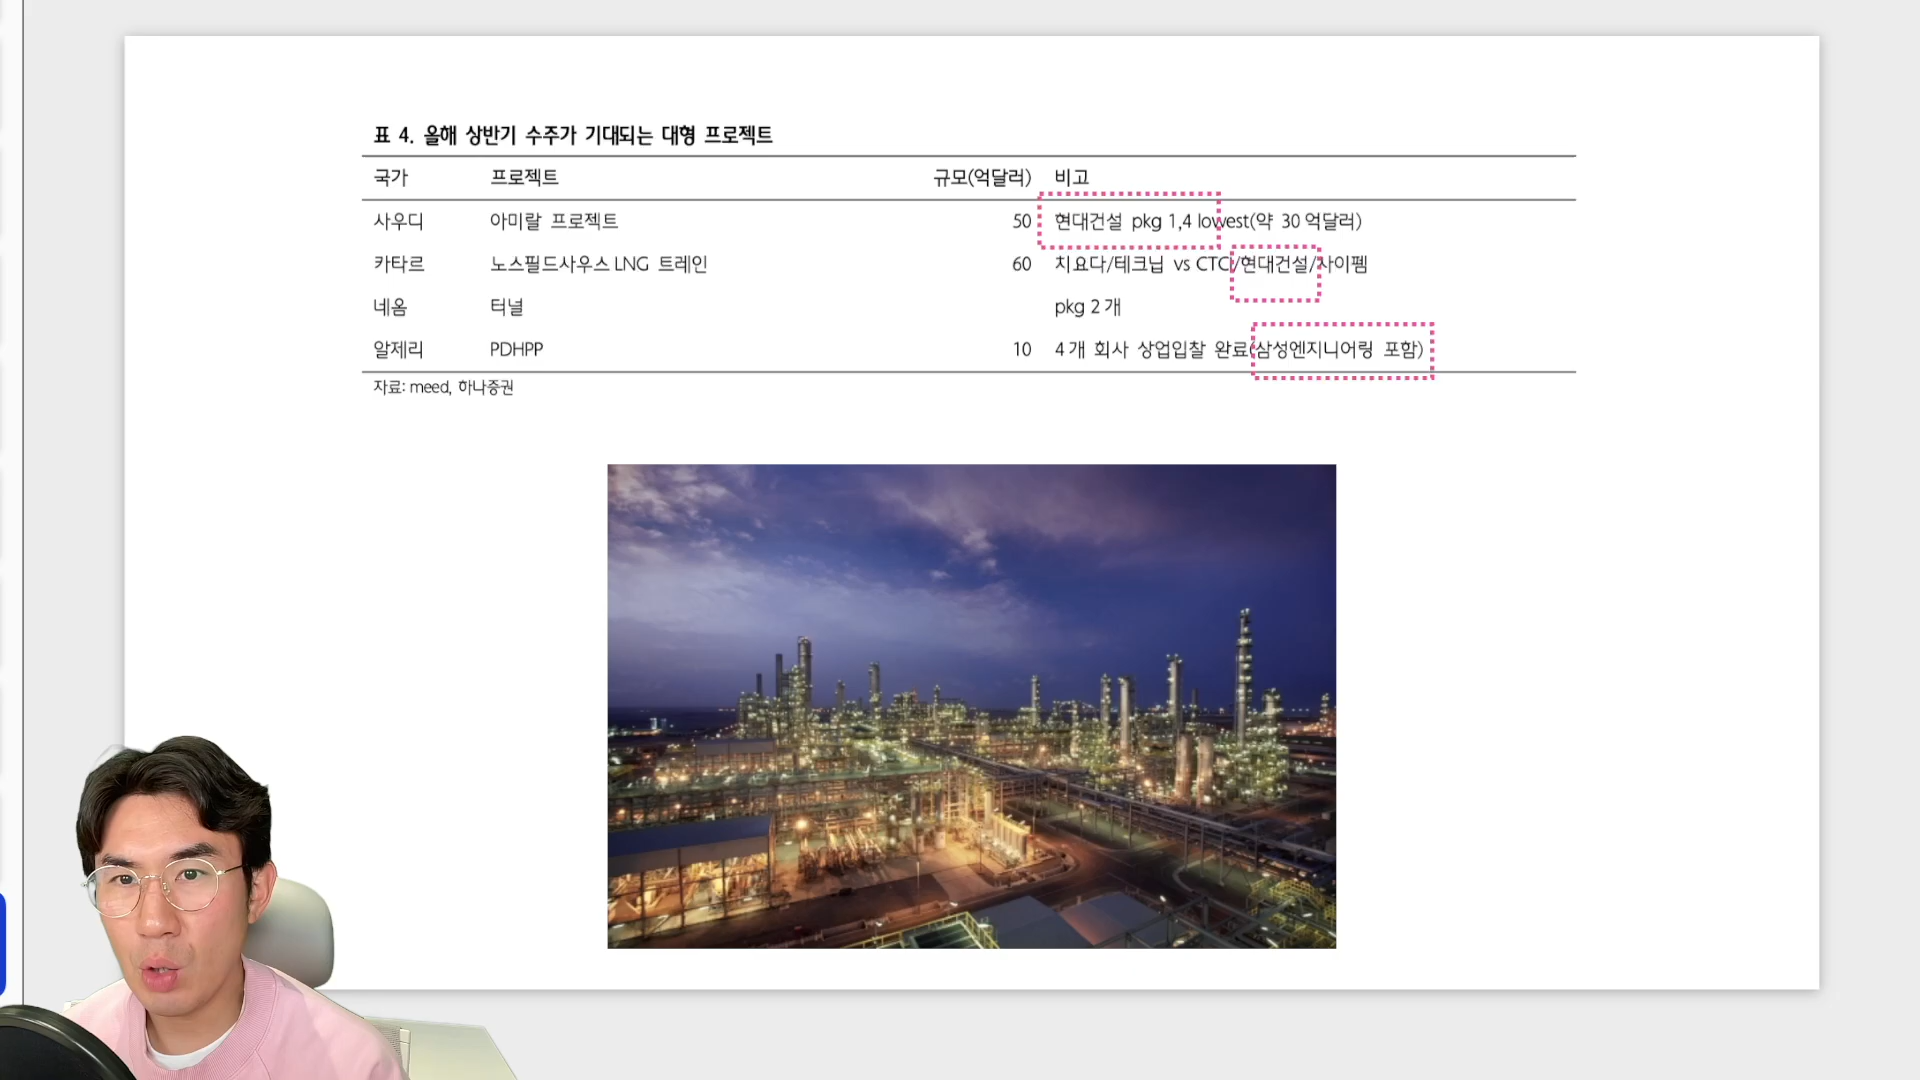 표 4. 올해 상반기 수주가 기대되는 대형 프로젝트
국가 프로젝트 규모(억달러) 비고
사우디 아미랄 프로젝트 50 현대건설 pkg 1,4 lowest(약 30억달러)
카타르 노스필드사우스 LNG 트레인 60 치요다/테크닙 vs CTCI/현대건설/사이펨
네옴 터널 pkg 2개
알제리 PDHPP 10 4개 회사 상업입찰 완료(삼성엔지니어링 포함)
자료: meed, 하나증권